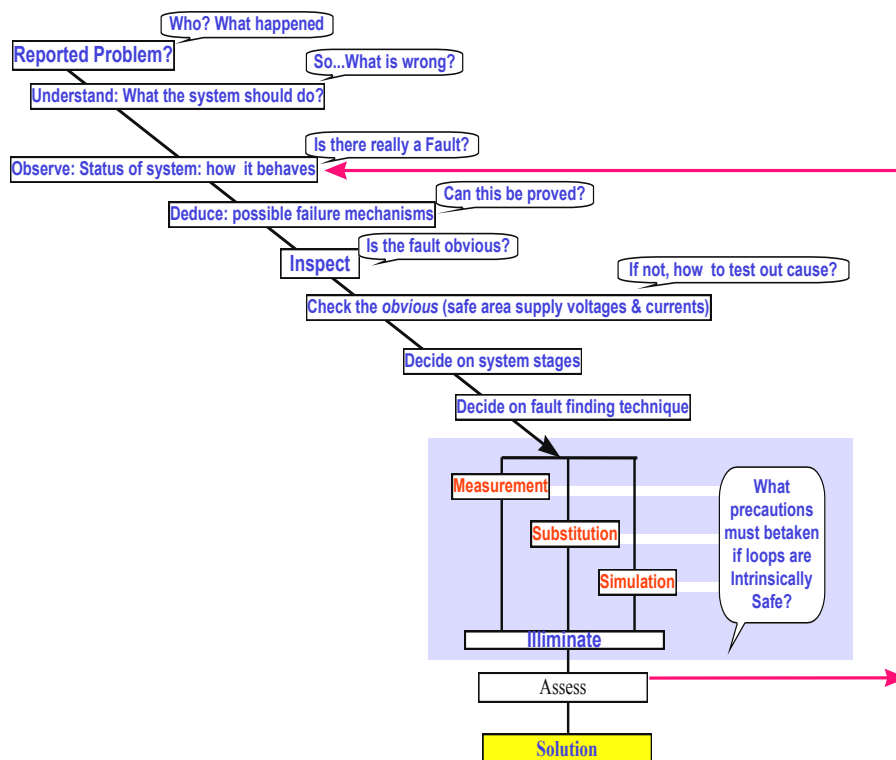 Who? What happened
Reported Problem?
So...What is wrong?
Understand: What the system should do?
Is there really a Fault?
Observe: Status of system: how it behaves
Can this be proved?
Deduce: possible failure mechanisms
Is the fault obvious?
Inspect
If not, how to test out cause?
Check the obvious (safe area supply voltages & currents)
Decide on system stages
Decide on fault finding technique
Measurement
Substitution
Simulation
What
precautions
must betaken
if loops are
Intrinsically
Safe?
Illiminate
Assess
Solution